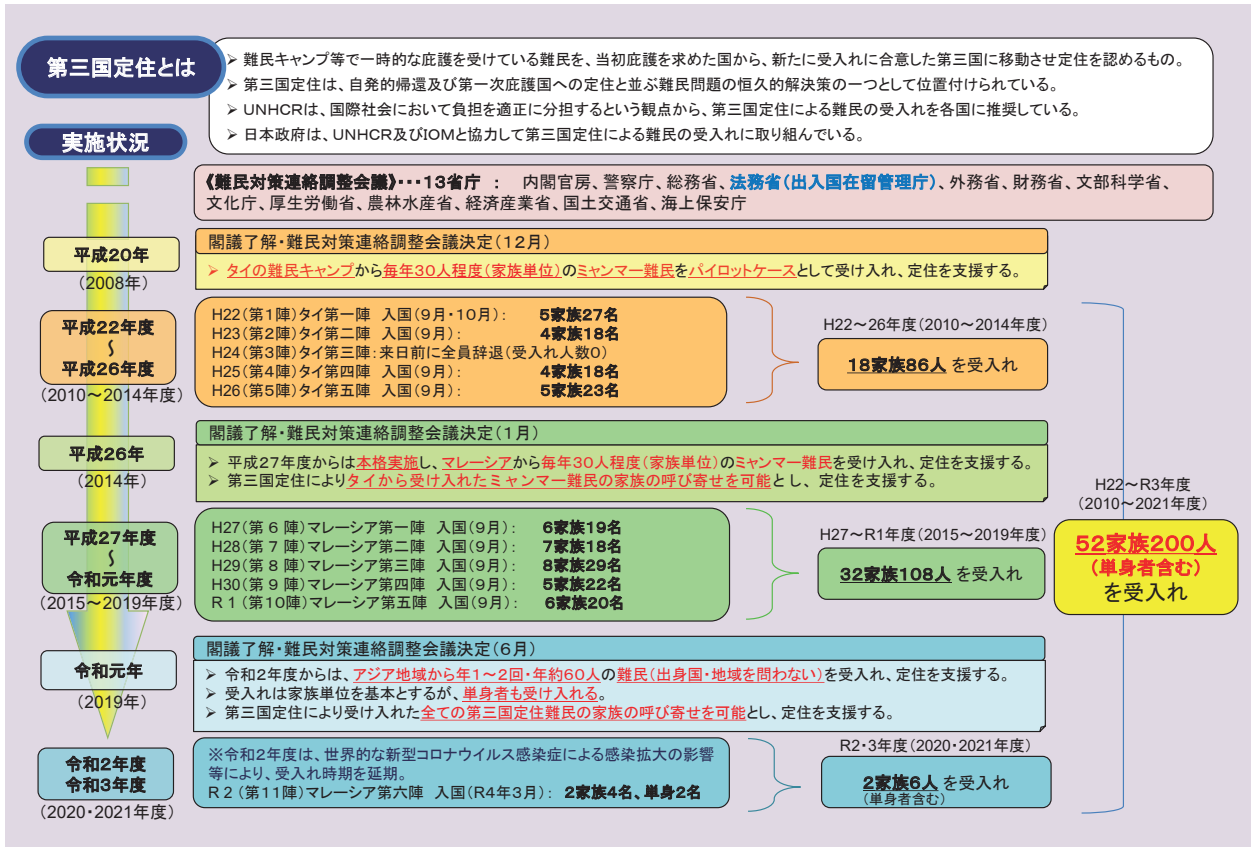 第三国定住とは
➢ 難民キャンプ等で一時的な庇護を受けている難民を、当初庇護を求めた国から、新たに受入れに合意した第三国に移動させ定住を認めるもの。
➢ 第三国定住は、自発的帰還及び第一次庇護国への定住と並ぶ難民問題の恒久的解決策の一つとして位置付けられている。
➢ UNHCRは、国際社会において負担を適正に分担するという観点から、第三国定住による難民の受入れを各国に推奨している。
➢ 日本政府は、UNHCR及びIOMと協力して第三国定住による難民の受入れに取り組んでいる。
実施状況
《難民対策連絡調整会議》・・・13省庁 : 内閣官房、警察庁、総務省、法務省(出入国在留管理庁)、外務省、財務省、文部科学省、
文化庁、厚生労働省、農林水産省、経済産業省、国土交通省、海上保安庁
平成20年
(2008年)
閣議了解・難民対策連絡調整会議決定(12月)
➢ タイの難民キャンプから毎年30人程度(家族単位)のミャンマー難民をパイロットケースとして受け入れ、定住を支援する。
平成22年度
〜
平成26年度
(2010〜2014年度)
H22(第1陣)タイ第一陣 入国(9月・10月): 5家族27名
H23(第2陣)タイ第二陣 入国(9月): 4家族18名
H24(第3陣)タイ第三陣:来日前に全員辞退(受入れ人数0)
H25(第4陣)タイ第四陣 入国(9月): 4家族18名
H26(第5陣)タイ第五陣 入国(9月): 5家族23名
H22〜26年度(2010〜2014年度)
18家族86人 を受入れ
平成26年
(2014年)
閣議了解・難民対策連絡調整会議決定(1月)
➢ 平成27年度からは本格実施し、マレーシアから毎年30人程度(家族単位)のミャンマー難民を受け入れ、定住を支援する。
➢ 第三国定住によりタイから受け入れたミャンマー難民の家族の呼び寄せを可能とし、定住を支援する。
平成27年度
〜
令和元年度
(2015〜2019年度)
H27(第6陣)マレーシア第一陣 入国(9月): 6家族19名
H28(第7陣)マレーシア第二陣 入国(9月): 7家族18名
H29(第8陣)マレーシア第三陣 入国(9月): 8家族29名
H30(第9陣)マレーシア第四陣 入国(9月): 5家族22名
R1(第10陣)マレーシア第五陣 入国(9月): 6家族20名
H27〜R1年度(2015〜2019年度)
32家族108人 を受入れ
令和元年
(2019年)
閣議了解・難民対策連絡調整会議決定(6月)
➢ 令和2年度からは、アジア地域から年1〜2回・年約60人の難民(出身国・地域を問わない)を受入れ、定住を支援する。
➢ 受入れは家族単位を基本とするが、単身者も受け入れる。
➢ 第三国定住により受け入れた全ての第三国定住難民の家族の呼び寄せを可能とし、定住を支援する。
令和2年度
令和3年度
(2020・2021年度)
※令和2年度は、世界的な新型コロナウイルス感染症による感染拡大の影響
等により、受入れ時期を延期。
R2(第11陣)マレーシア第六陣 入国(R4年3月): 2家族4名、単身2名
R2・3年度(2020・2021年度)
2家族6人 を受入れ
(単身者含む)
H22〜R3年度
(2010〜2021年度)
52家族200人
(単身者含む)
を受入れ